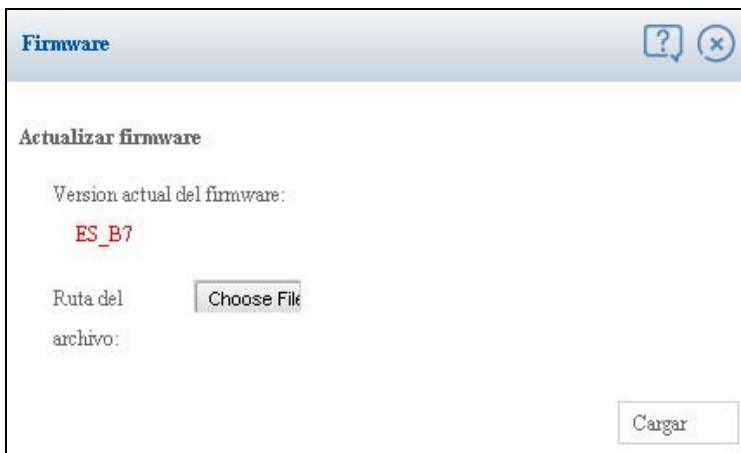 Firmware
Actualizar firmware
Version actual del firmware:
ES_B7
Ruta del
archivo:
Choose File
Cargar